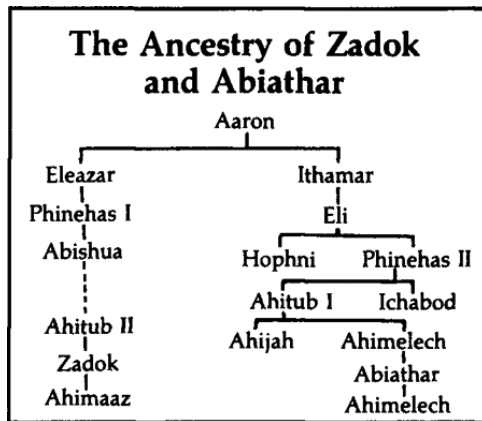 The Ancestry of Zadok
and Abiathar
Aaron
Eleazar Ithamar
Phinehas I Eli
Abishua Hophni Phinehas II
Ahitub I Ichabod
Ahitub II Ahijah Ahimelech
Zadok Abiathar
Ahimaaz Ahimelech